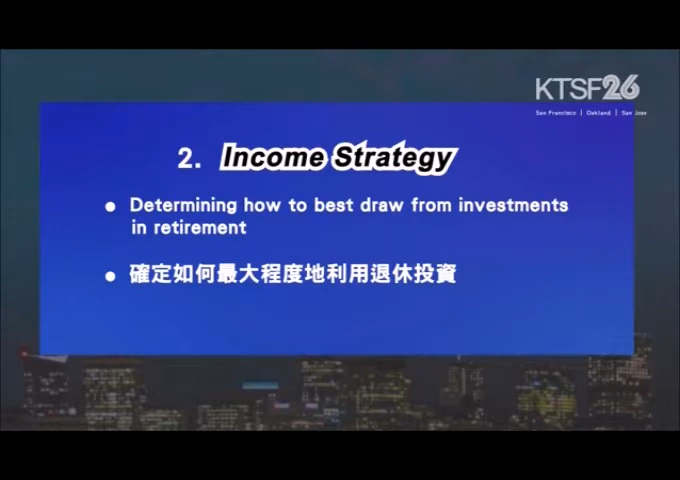 KTSF26
San Francisco | Oakland | San Jose
2. Income Strategy
● Determining how to best draw from investments
in retirement
● 確定如何最大程度地利用退休投資